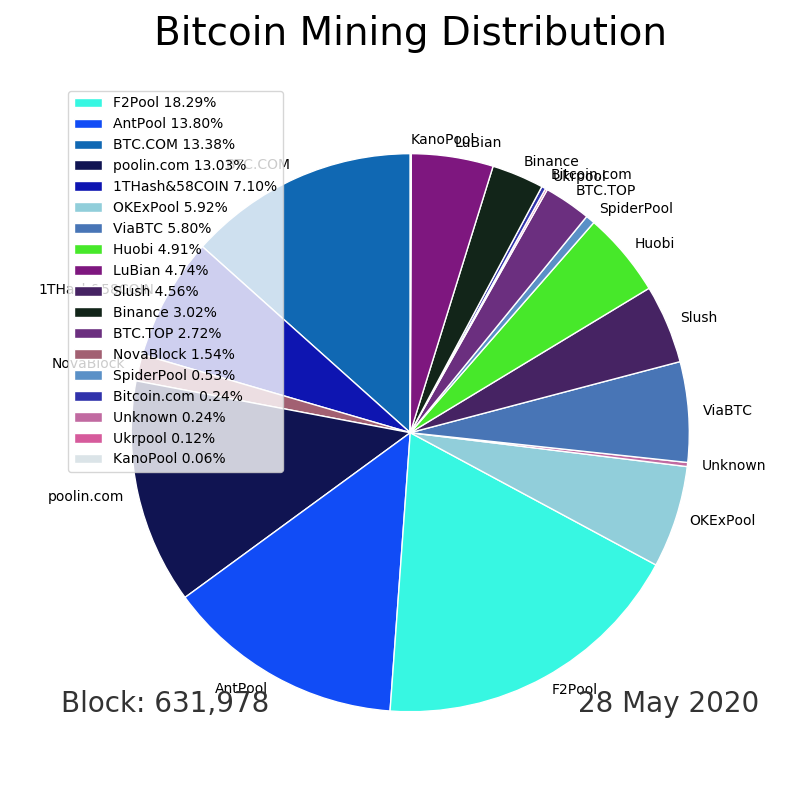 Bitcoin Mining Distribution
F2Pool 18.29%
AntPool 13.80%
BTC.COM 13.38%
poolin.com 13.03%
1THash&58COIN 7.10%
OKExPool 5.92%
ViaBTC 5.80%
Huobi 4.91%
LuBian 4.74%
Slush 4.56%
Binance 3.02%
BTC.TOP 2.72%
NovaBlock 1.54%
SpiderPool 0.53%
Bitcoin.com 0.24%
Unknown 0.24%
Ukrpool 0.12%
KanoPool 0.06%
KanoPool
LuBian
Binance
Bitcoin.com
Ukrpool
BTC.TOP
SpiderPool
Huobi
Slush
ViaBTC
Unknown
OKExPool
F2Pool
AntPool
poolin.com
NovaBlock
1THash&58COIN
BTC.COM
Block: 631,978
28 May 2020